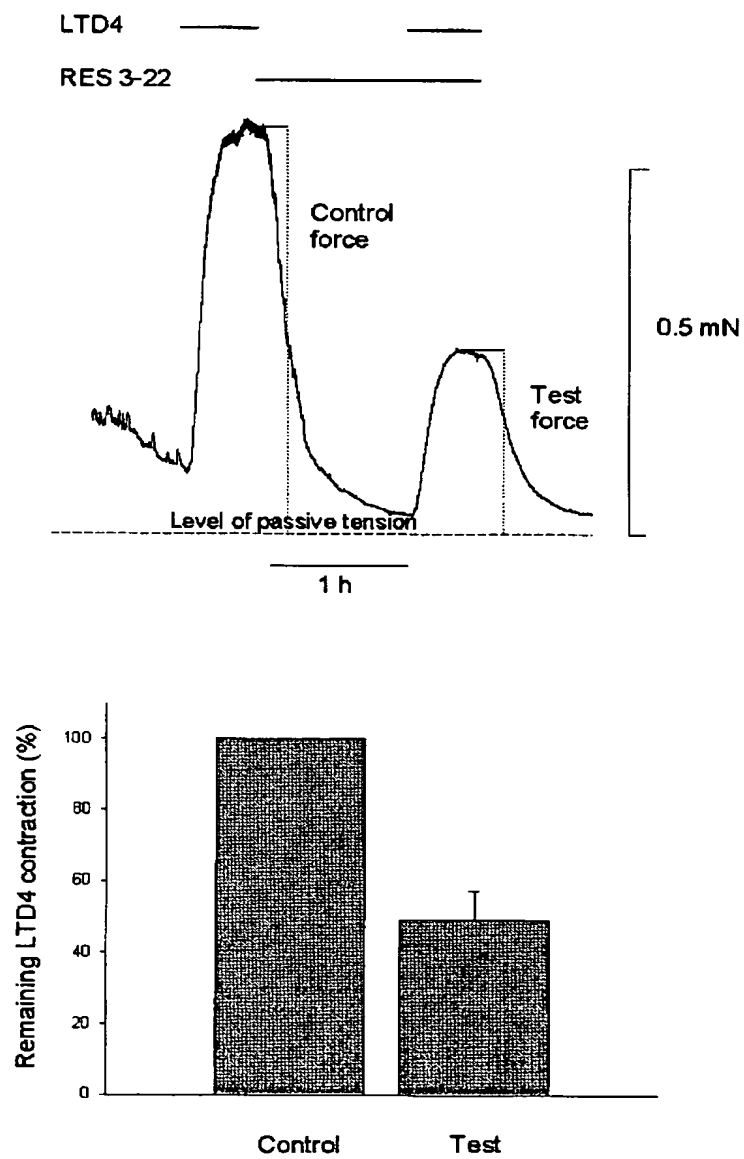 LTD4
RES 3-22
Control
force
0.5 mN
Test
force
Level of passive tension
1 h
Remaining LTD4 contraction (%)
100
80
60
40
20
0
Control
Test